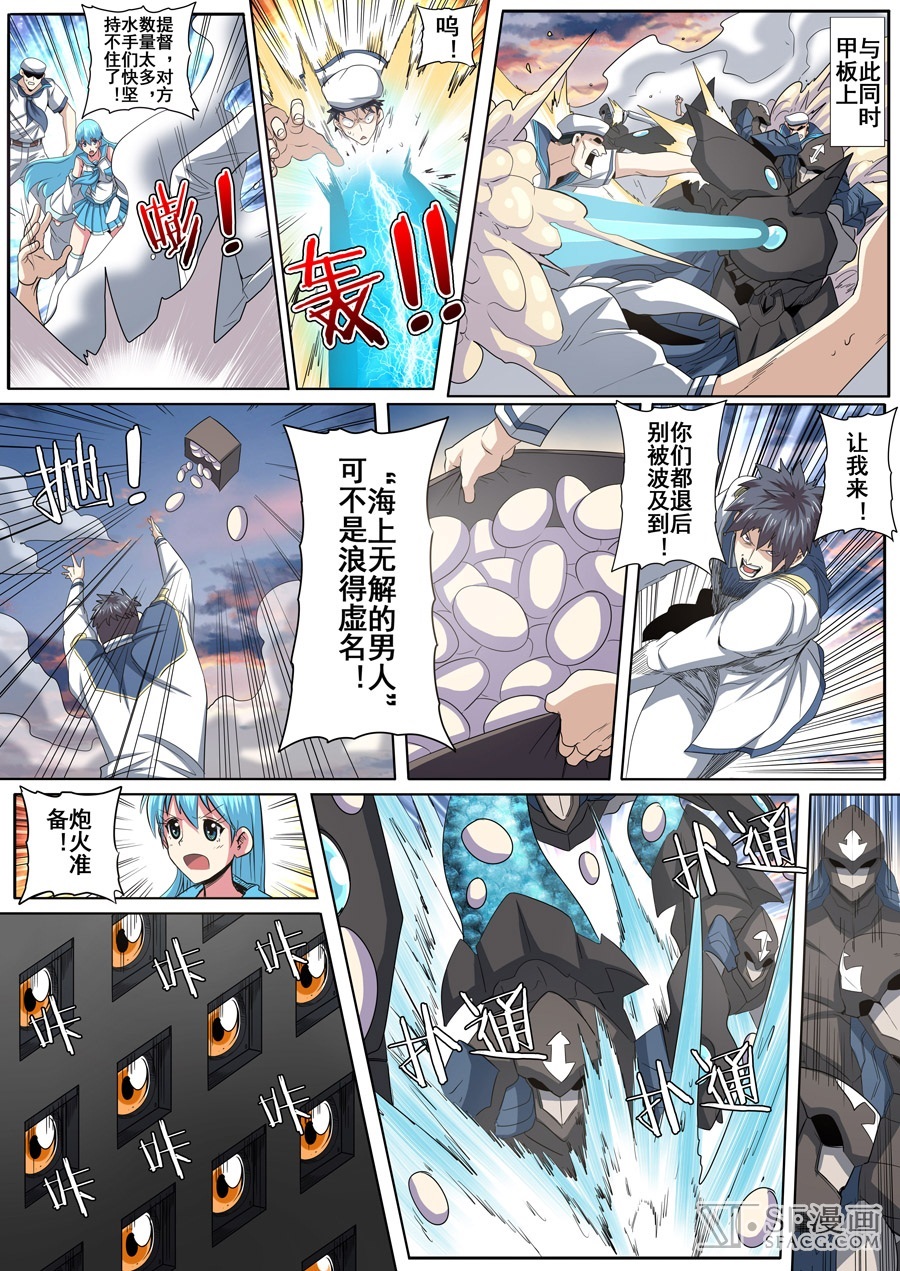 与此同时
甲板上
呜！
轰！！
提督，对方
数量太多，
水手们快坚
持不住了！
嘭！
让我来！
你们都退后
别被波及到！
“海上无解的男人”
可不是浪得虚名！
抛！
扑通
扑通
扑通
炮火准
备！
咔
咔
咔
咔
咔
咔
咔
SF漫画
SFACG.COM